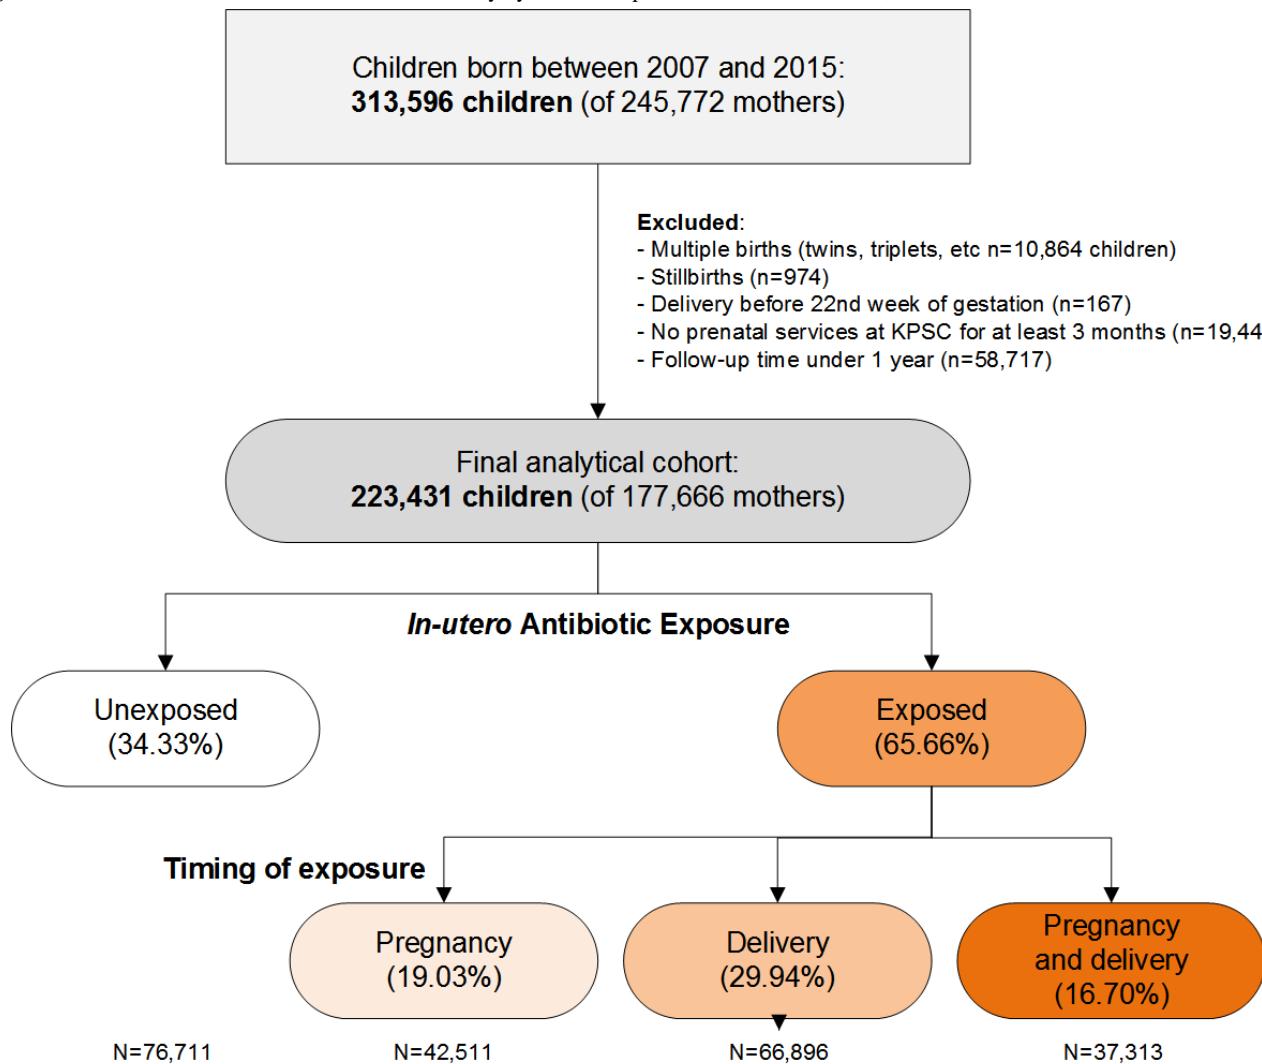 Children born between 2007 and 2015:
313,596 children (of 245,772 mothers)
Excluded:
- Multiple births (twins, triplets, etc n=10,864 children)
- Stillbirths (n=974)
- Delivery before 22nd week of gestation (n=167)
- No prenatal services at KPSC for at least 3 months (n=19,44
- Follow-up time under 1 year (n=58,717)
Final analytical cohort:
223,431 children (of 177,666 mothers)
In-utero Antibiotic Exposure
Unexposed
(34.33%)
Exposed
(65.66%)
Timing of exposure
Pregnancy
(19.03%)
Delivery
(29.94%)
Pregnancy
and delivery
(16.70%)
N=76,711
N=42,511
N=66,896
N=37,313